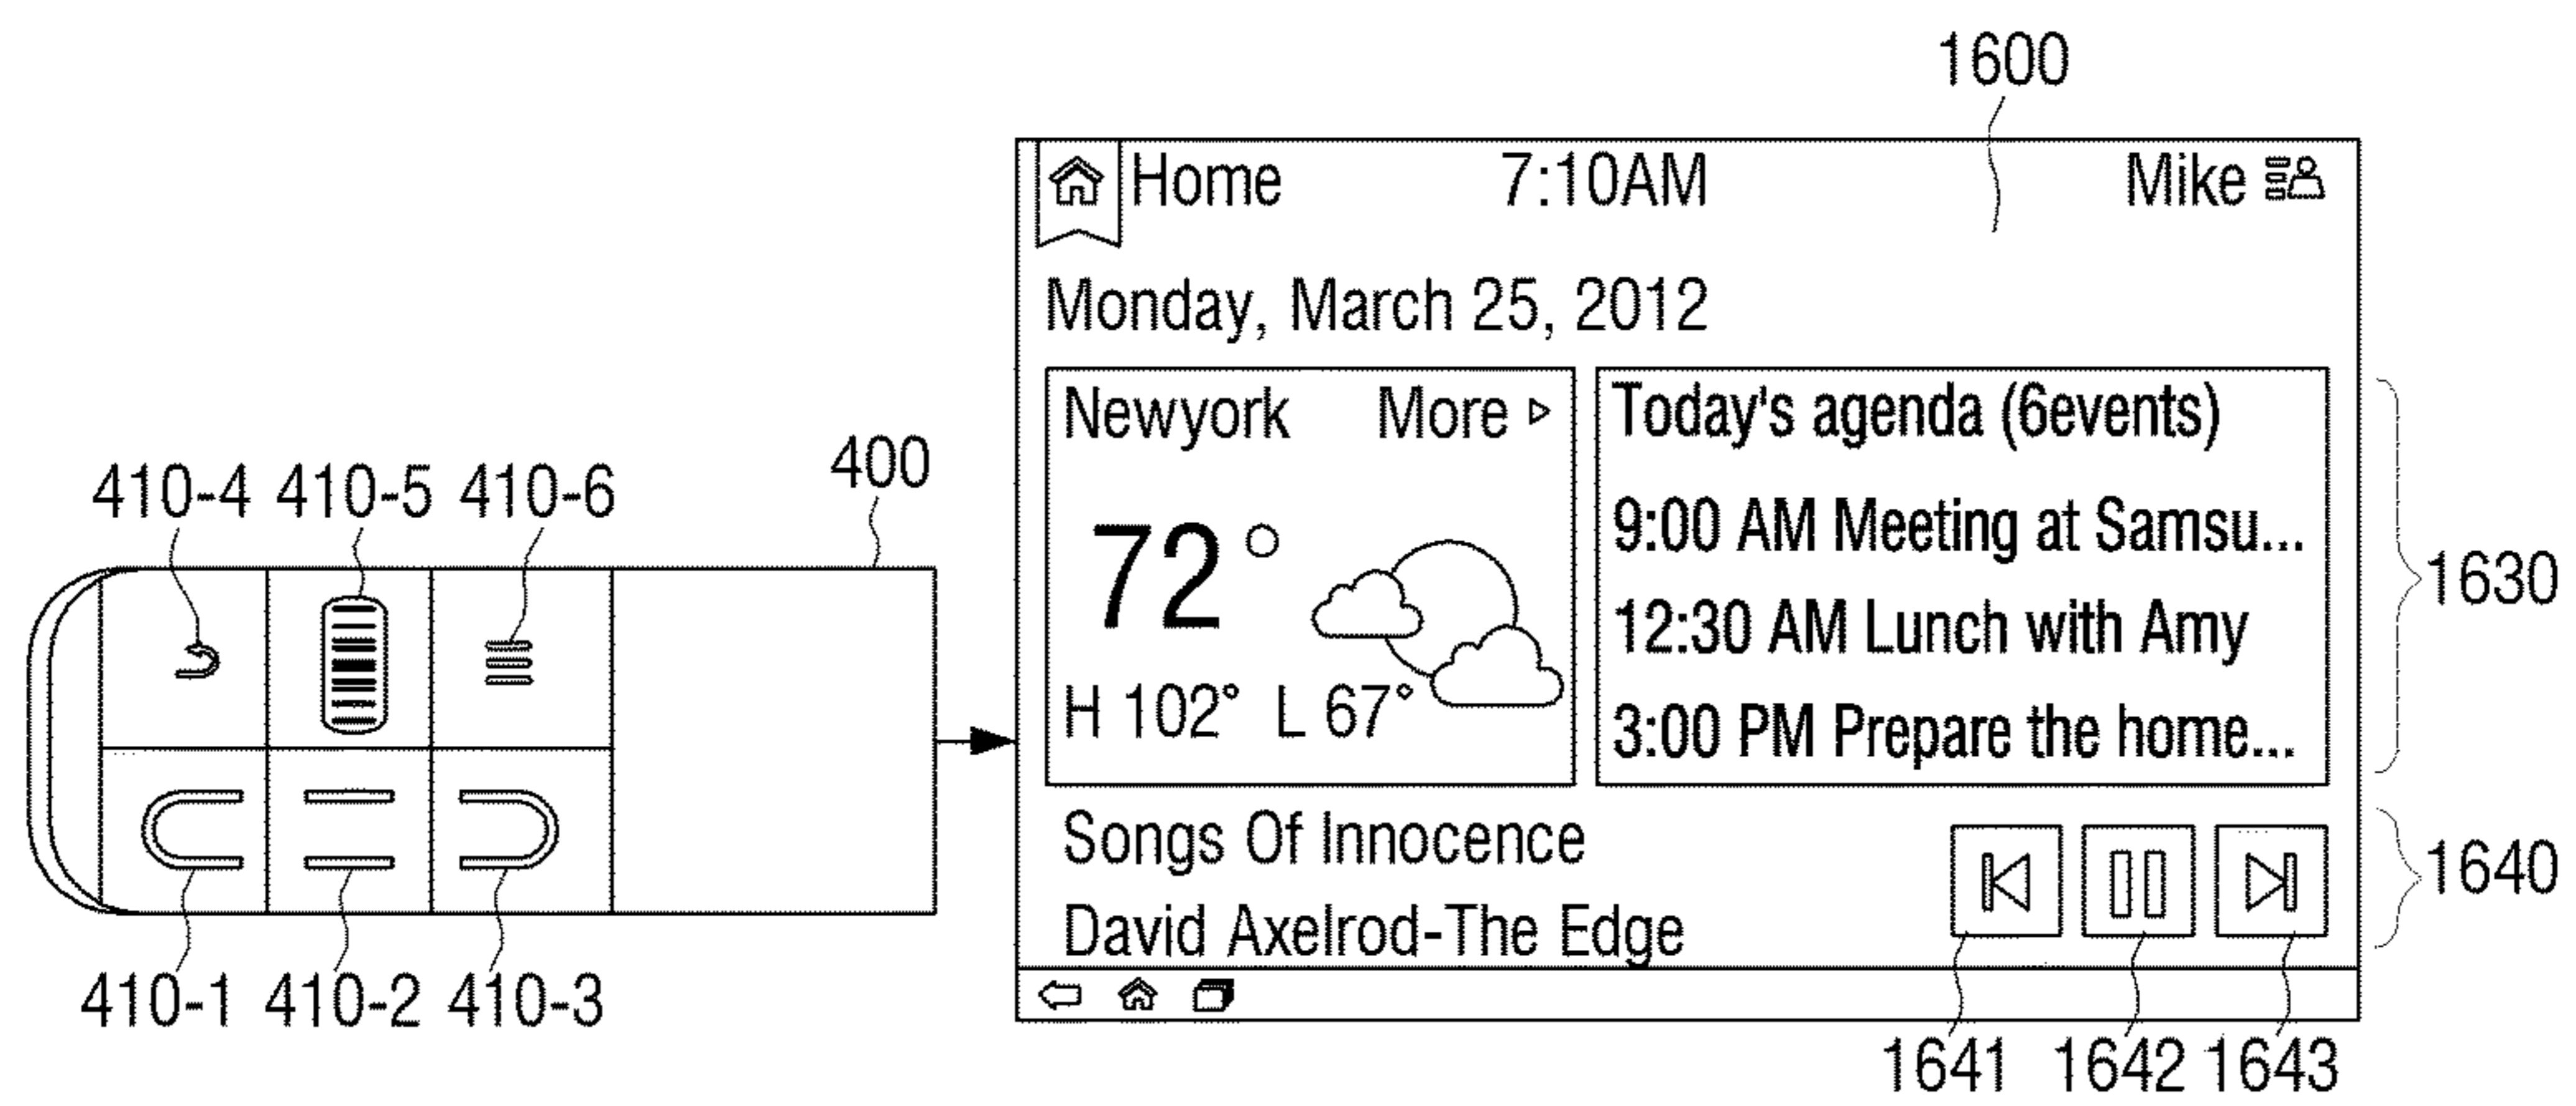 1600
Home 7:10AM Mike
Monday, March 25, 2012
Newyork More
72°
H 102° L 67°
Today's agenda (6events)
9:00 AM Meeting at Samsu...
12:30 AM Lunch with Amy
3:00 PM Prepare the home...
1630
Songs Of Innocence
David Axelrod-The Edge
1640
1641 1642 1643
400
410-4 410-5 410-6
410-1 410-2 410-3